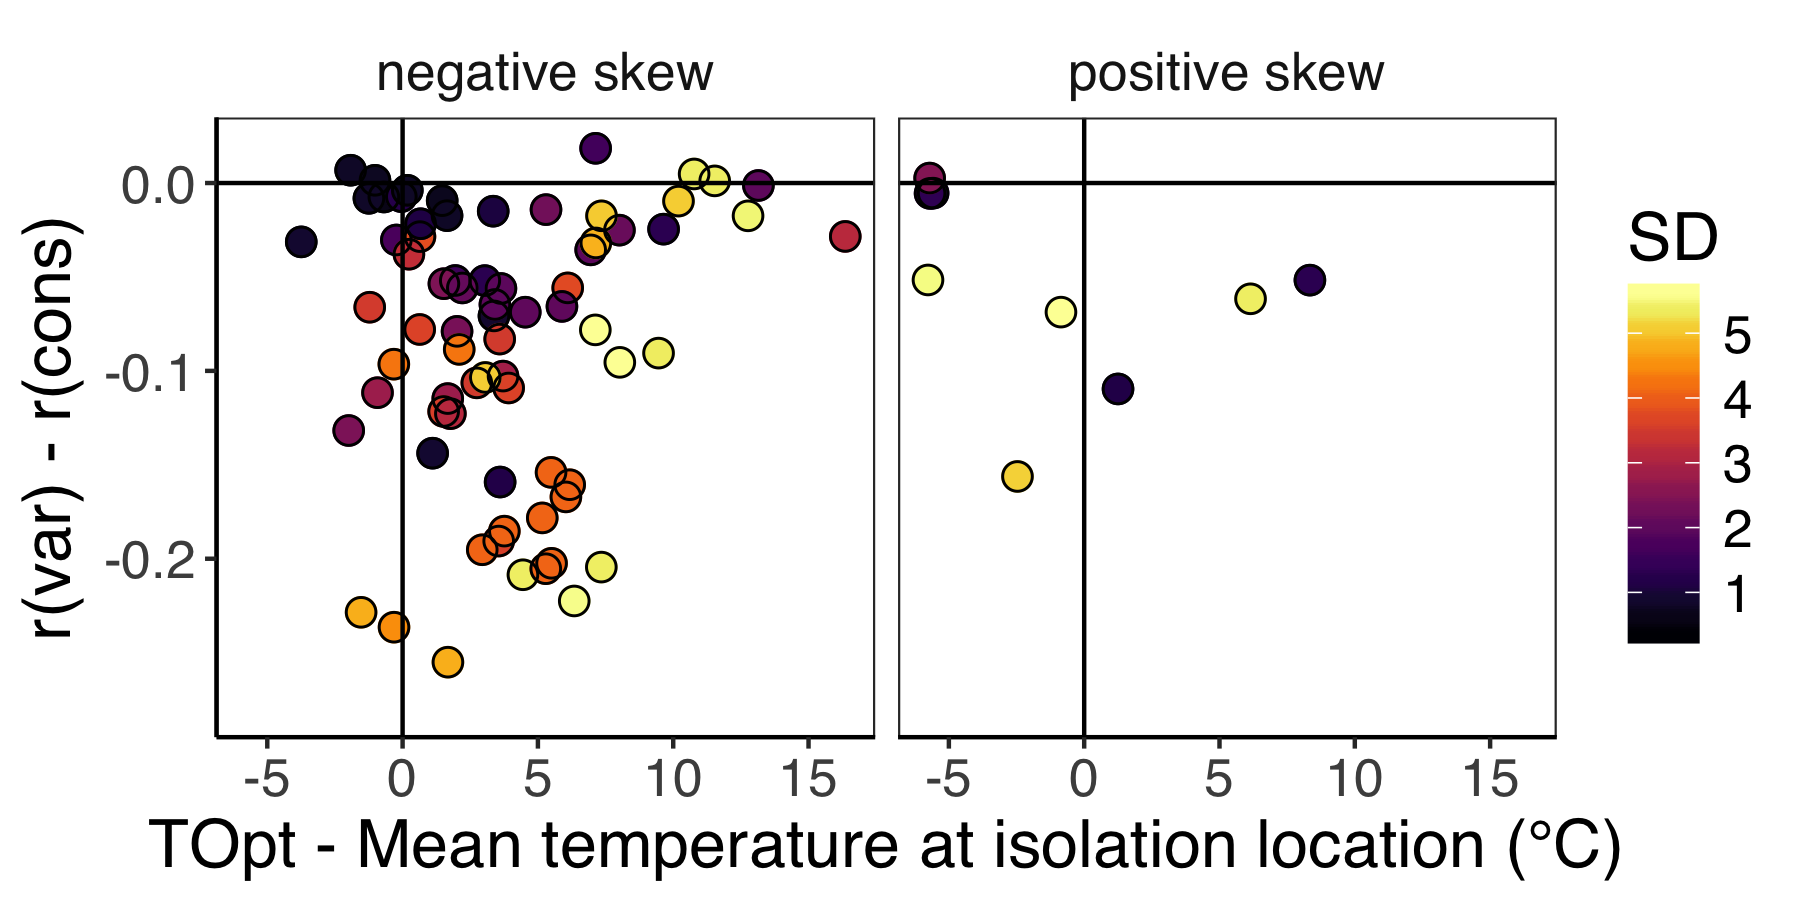 negative skew
positive skew
r(var) - r(cons)
0.0
-0.1
-0.2
-5 0 5 10 15
-5 0 5 10 15
TOpt - Mean temperature at isolation location (°C)
SD
5
4
3
2
1